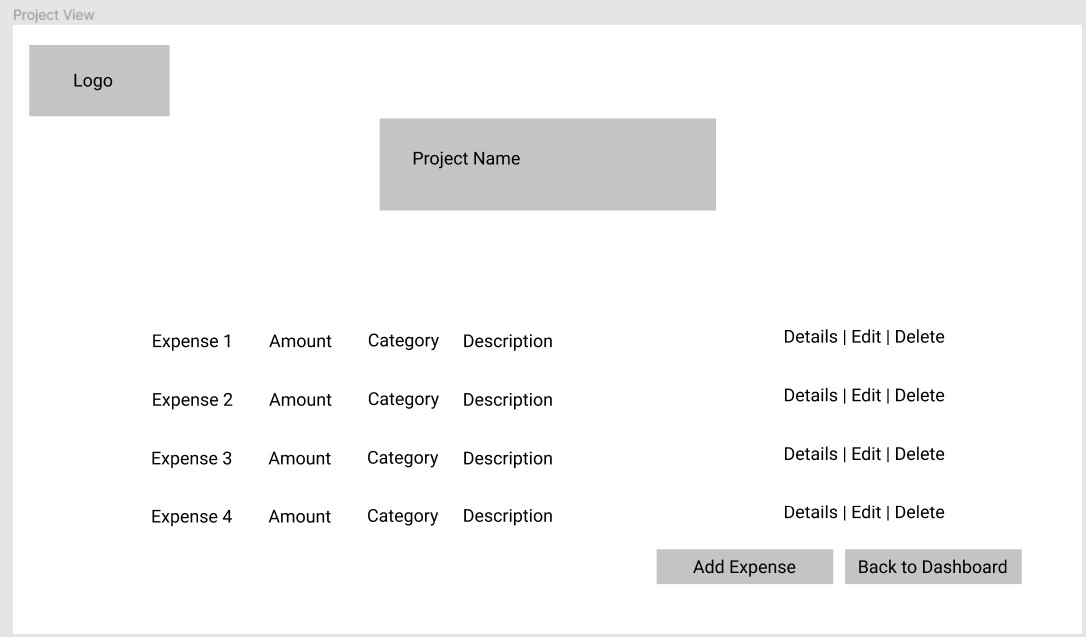 Project View
Logo
Project Name
Expense 1 Amount Category Description Details | Edit | Delete
Expense 2 Amount Category Description Details | Edit | Delete
Expense 3 Amount Category Description Details | Edit | Delete
Expense 4 Amount Category Description Details | Edit | Delete
Add Expense Back to Dashboard